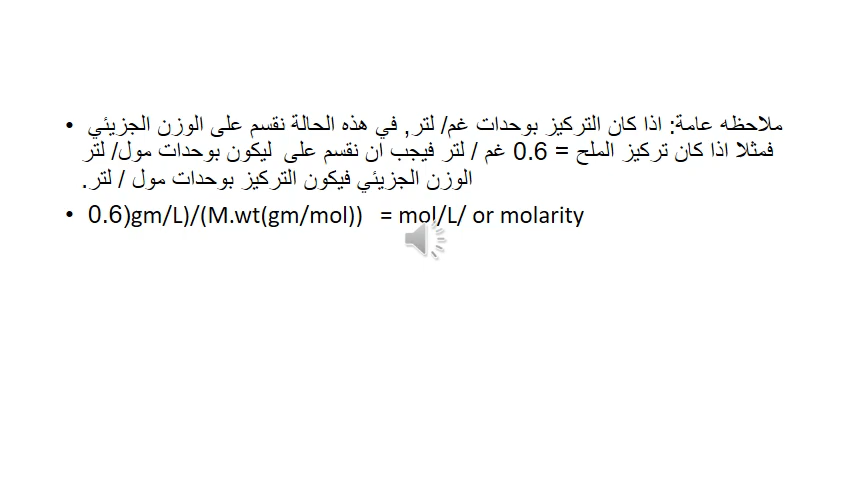 ملاحظه عامة: اذا كان التركيز بوحدات غم/ لتر, في هذه الحالة نقسم على الوزن الجزيئي •
فمثلا اذا كان تركيز الملح = 0.6 غم / لتر فيجب ان نقسم على  ليكون بوحدات مول/ لتر
الوزن الجزيئي فيكون التركيز بوحدات مول / لتر.
• 0.6)gm/L)/(M.wt(gm/mol))   = mol/L/ or molarity